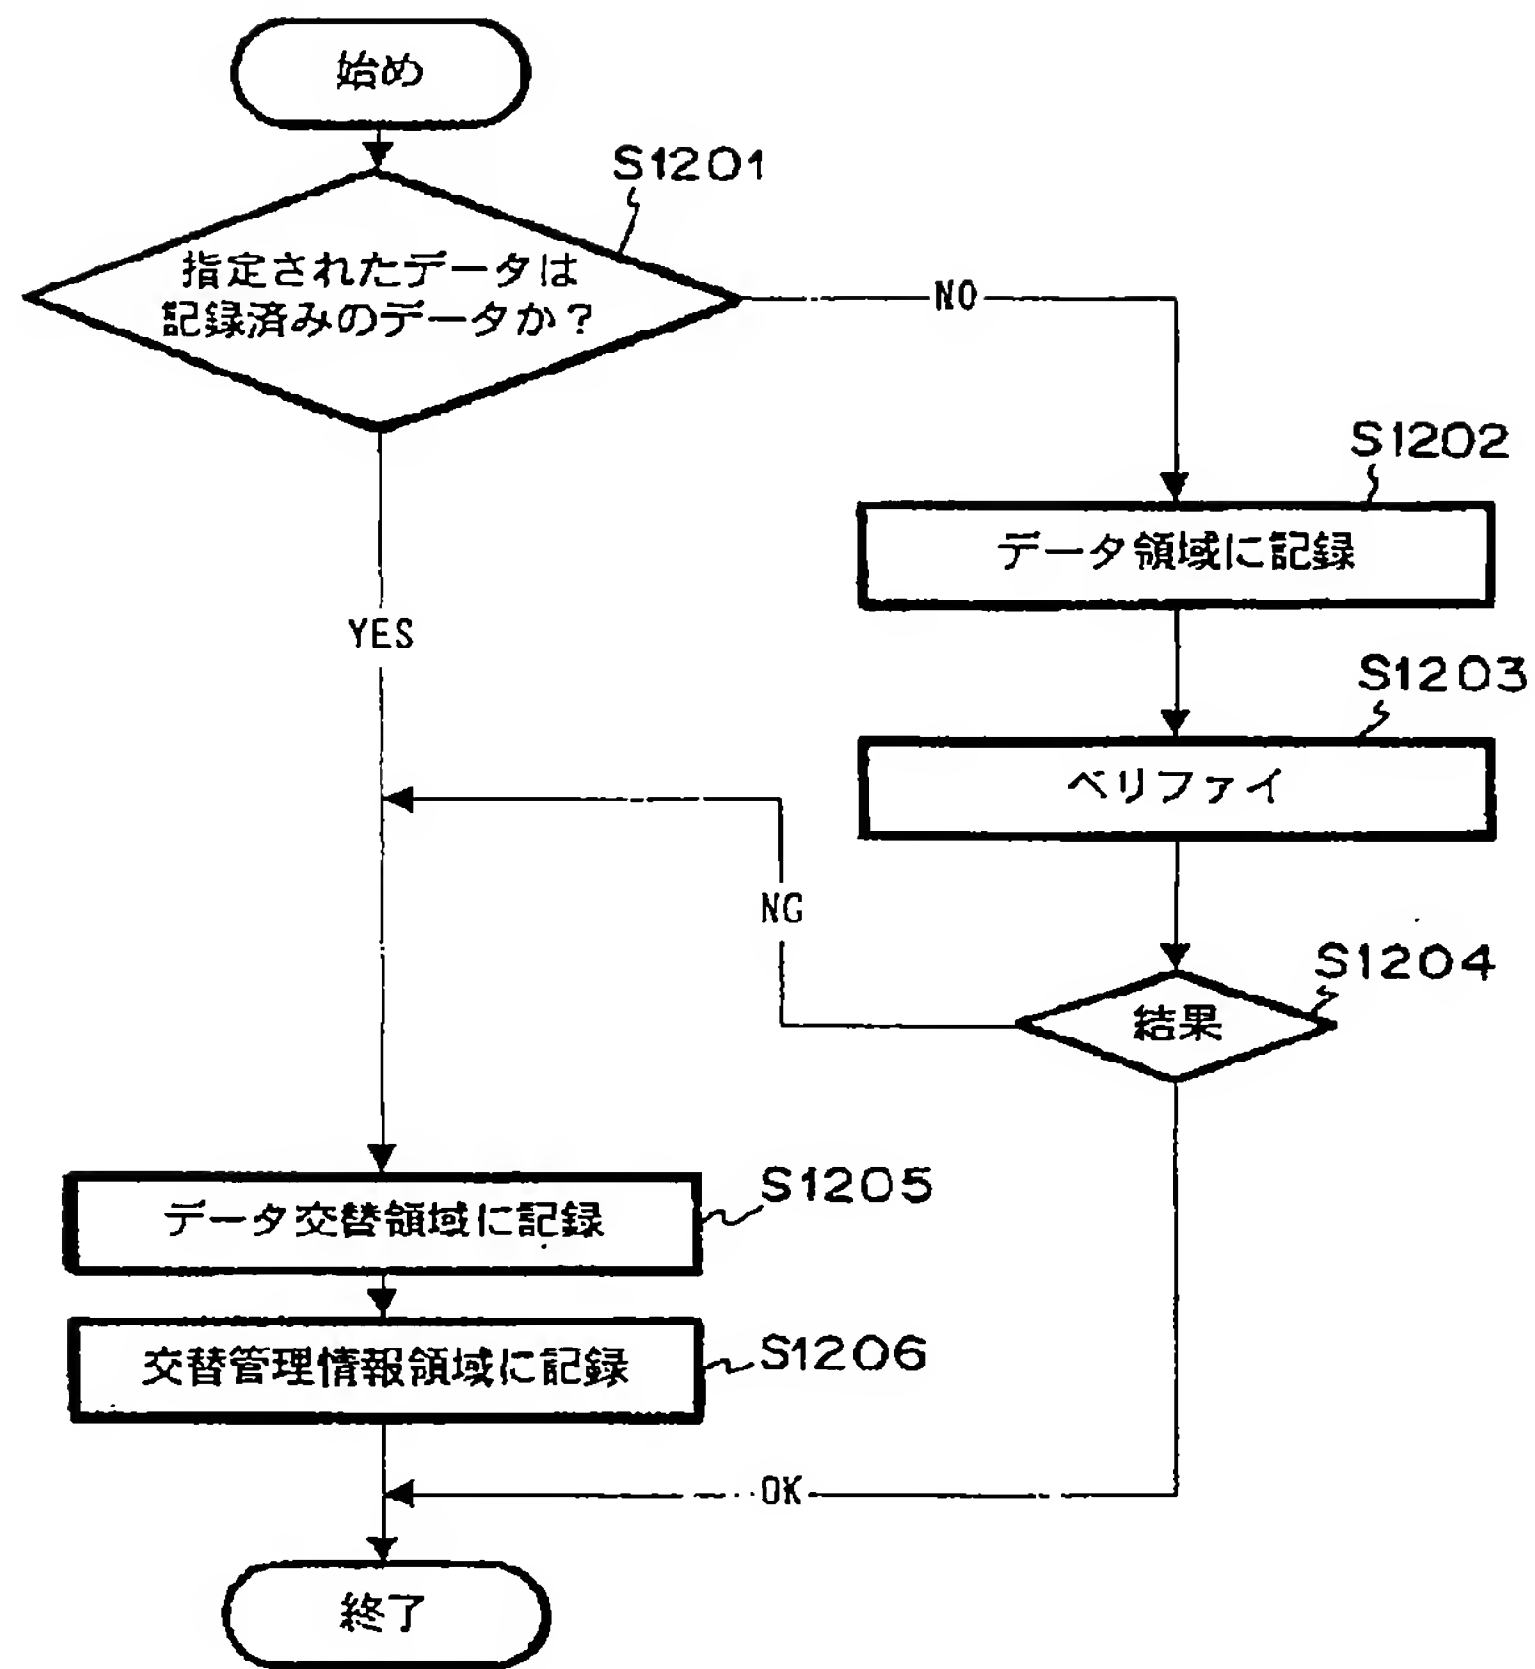 始め
S1201
指定されたデータは
記録済みのデータか?
NO
S1202
データ領域に記録
YES
S1203
ベリファイ
NG
S1204
結果
S1205
データ交替領域に記録
S1206
交替管理情報領域に記録
OK
終了